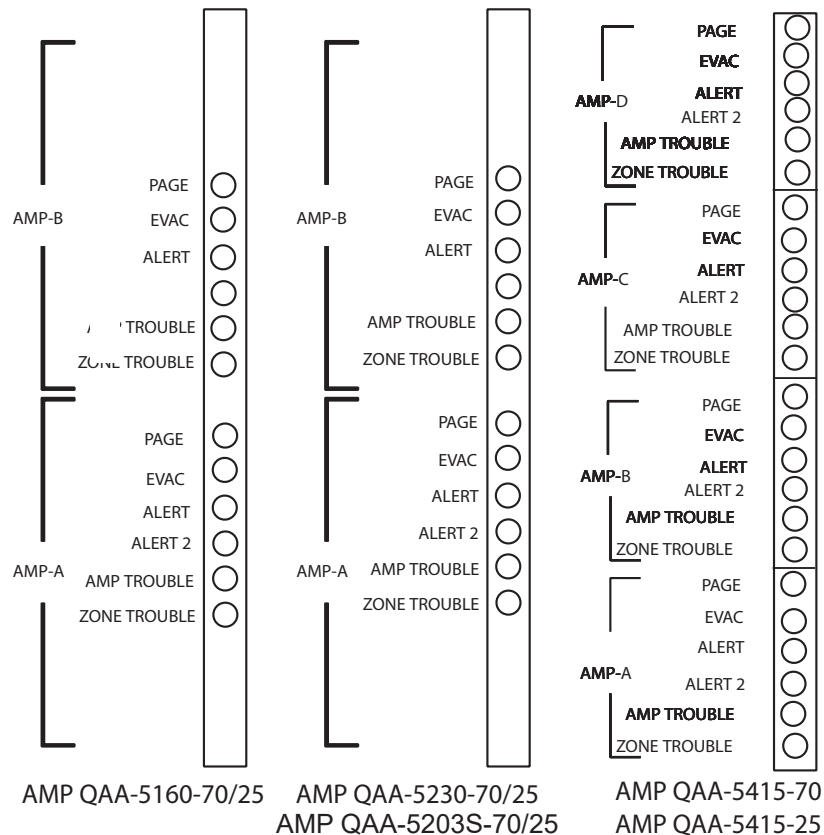 PAGE
EVAC
AMP-B
ALERT
TROUBLE
TROUBLE
PAGE
EVAC
ALERT
ALERT 2
AMP-A
AMP TROUBLE
ZONE TROUBLE
AMP QAA-5160-70/25
PAGE
EVAC
AMP-B
ALERT
AMP TROUBLE
ZONE TROUBLE
PAGE
EVAC
ALERT
ALERT 2
AMP-A
AMP TROUBLE
ZONE TROUBLE
AMP QAA-5230-70/25
AMP QAA-5203S-70/25
PAGE
EVAC
AMP-D
ALERT
ALERT 2
AMP TROUBLE
ZONE TROUBLE
PAGE
EVAC
AMP-C
ALERT
ALERT 2
AMP TROUBLE
ZONE TROUBLE
PAGE
EVAC
AMP-B
ALERT
ALERT 2
AMP TROUBLE
ZONE TROUBLE
PAGE
EVAC
ALERT
AMP-A
ALERT 2
AMP TROUBLE
ZONE TROUBLE
AMP QAA-5415-70
AMP QAA-5415-25